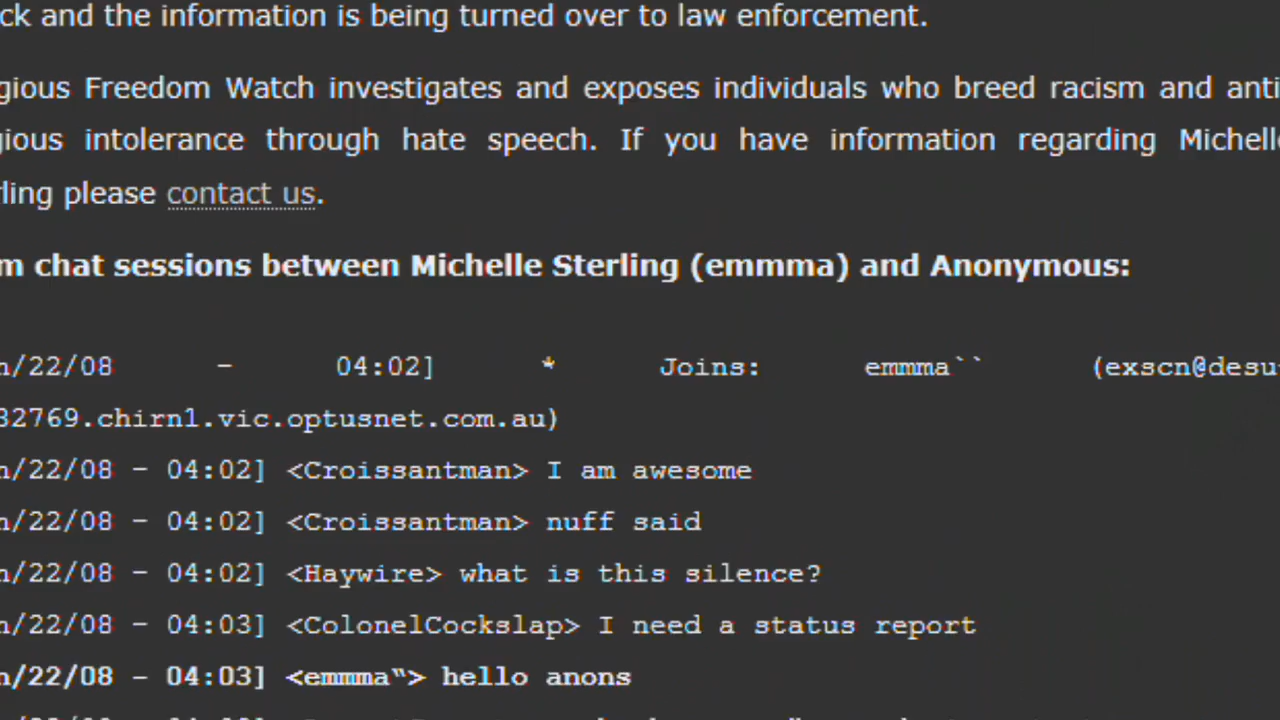 ck and the information is being turned over to law enforcement.
gious Freedom Watch investigates and exposes individuals who breed racism and anti
gious intolerance through hate speech. If you have information regarding Michelle
rling please contact us.
m chat sessions between Michelle Sterling (emmma) and Anonymous:
n/22/08 - 04:02] * Joins: emmma`` (exscn@desu
32769.chirn1.vic.optusnet.com.au)
n/22/08 - 04:02] <Croissantman> I am awesome
n/22/08 - 04:02] <Croissantman> nuff said
n/22/08 - 04:02] <Haywire> what is this silence?
n/22/08 - 04:03] <ColonelCockslap> I need a status report
n/22/08 - 04:03] <emmma‟> hello anons